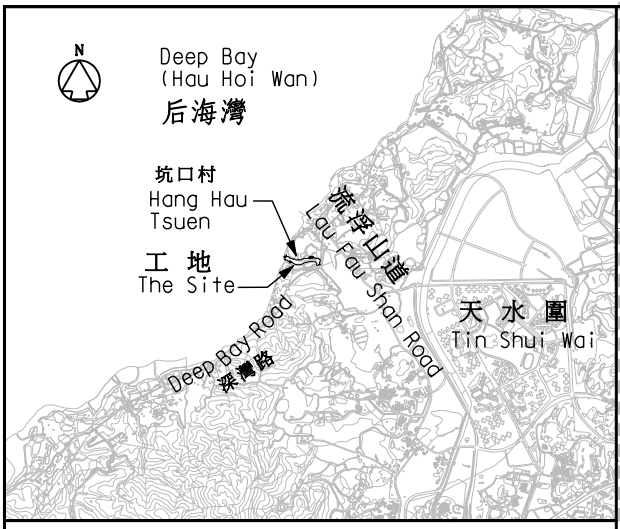 N
Deep Bay
(Hau Hoi Wan)
后海灣
坑口村
Hang Hau
Tsuen
工地
The Site
流浮山道
Lau Fau Shan Road
天水圍
Tin Shui Wai
Deep Bay Road
深灣路